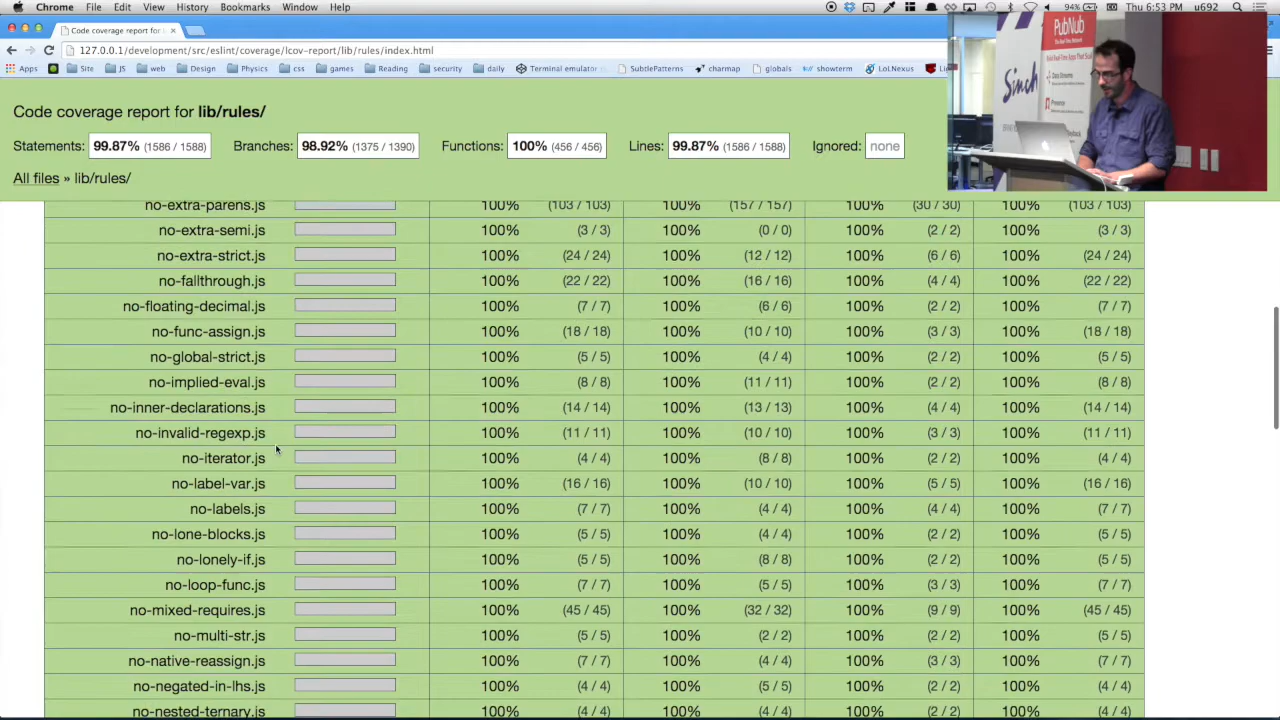 Chrome File Edit View History Bookmarks Window Help 94% Thu 6:53 PM u692
Code coverage report for
127.0.0.1/development/src/eslint/coverage/lcov-report/lib/rules/index.html
Apps Site JS web Design Physics css games Reading security daily Terminal emulator SubtlePatterns charmap globals showterm LoLNexus
Code coverage report for lib/rules/
Statements: 99.87% (1586 / 1588) Branches: 98.92% (1375 / 1390) Functions: 100% (456 / 456) Lines: 99.87% (1586 / 1588) Ignored: none
All files » lib/rules/
PubNub
Sinch
no-extra-parens.js 100% (103 / 103) 100% (157 / 157) 100% (30 / 30) 100% (103 / 103)
no-extra-semi.js 100% (3 / 3) 100% (0 / 0) 100% (2 / 2) 100% (3 / 3)
no-extra-strict.js 100% (24 / 24) 100% (12 / 12) 100% (6 / 6) 100% (24 / 24)
no-fallthrough.js 100% (22 / 22) 100% (16 / 16) 100% (4 / 4) 100% (22 / 22)
no-floating-decimal.js 100% (7 / 7) 100% (6 / 6) 100% (2 / 2) 100% (7 / 7)
no-func-assign.js 100% (18 / 18) 100% (10 / 10) 100% (3 / 3) 100% (18 / 18)
no-global-strict.js 100% (5 / 5) 100% (4 / 4) 100% (2 / 2) 100% (5 / 5)
no-implied-eval.js 100% (8 / 8) 100% (11 / 11) 100% (2 / 2) 100% (8 / 8)
no-inner-declarations.js 100% (14 / 14) 100% (13 / 13) 100% (4 / 4) 100% (14 / 14)
no-invalid-regexp.js 100% (11 / 11) 100% (10 / 10) 100% (3 / 3) 100% (11 / 11)
no-iterator.js 100% (4 / 4) 100% (8 / 8) 100% (2 / 2) 100% (4 / 4)
no-label-var.js 100% (16 / 16) 100% (10 / 10) 100% (5 / 5) 100% (16 / 16)
no-labels.js 100% (7 / 7) 100% (4 / 4) 100% (4 / 4) 100% (7 / 7)
no-lone-blocks.js 100% (5 / 5) 100% (4 / 4) 100% (2 / 2) 100% (5 / 5)
no-lonely-if.js 100% (5 / 5) 100% (8 / 8) 100% (2 / 2) 100% (5 / 5)
no-loop-func.js 100% (7 / 7) 100% (5 / 5) 100% (3 / 3) 100% (7 / 7)
no-mixed-requires.js 100% (45 / 45) 100% (32 / 32) 100% (9 / 9) 100% (45 / 45)
no-multi-str.js 100% (5 / 5) 100% (2 / 2) 100% (2 / 2) 100% (5 / 5)
no-native-reassign.js 100% (7 / 7) 100% (4 / 4) 100% (3 / 3) 100% (7 / 7)
no-negated-in-lhs.js 100% (4 / 4) 100% (5 / 5) 100% (2 / 2) 100% (4 / 4)
no-nested-ternary.js 100% (4 / 4) 100% (4 / 4) 100% (2 / 2) 100% (4 / 4)